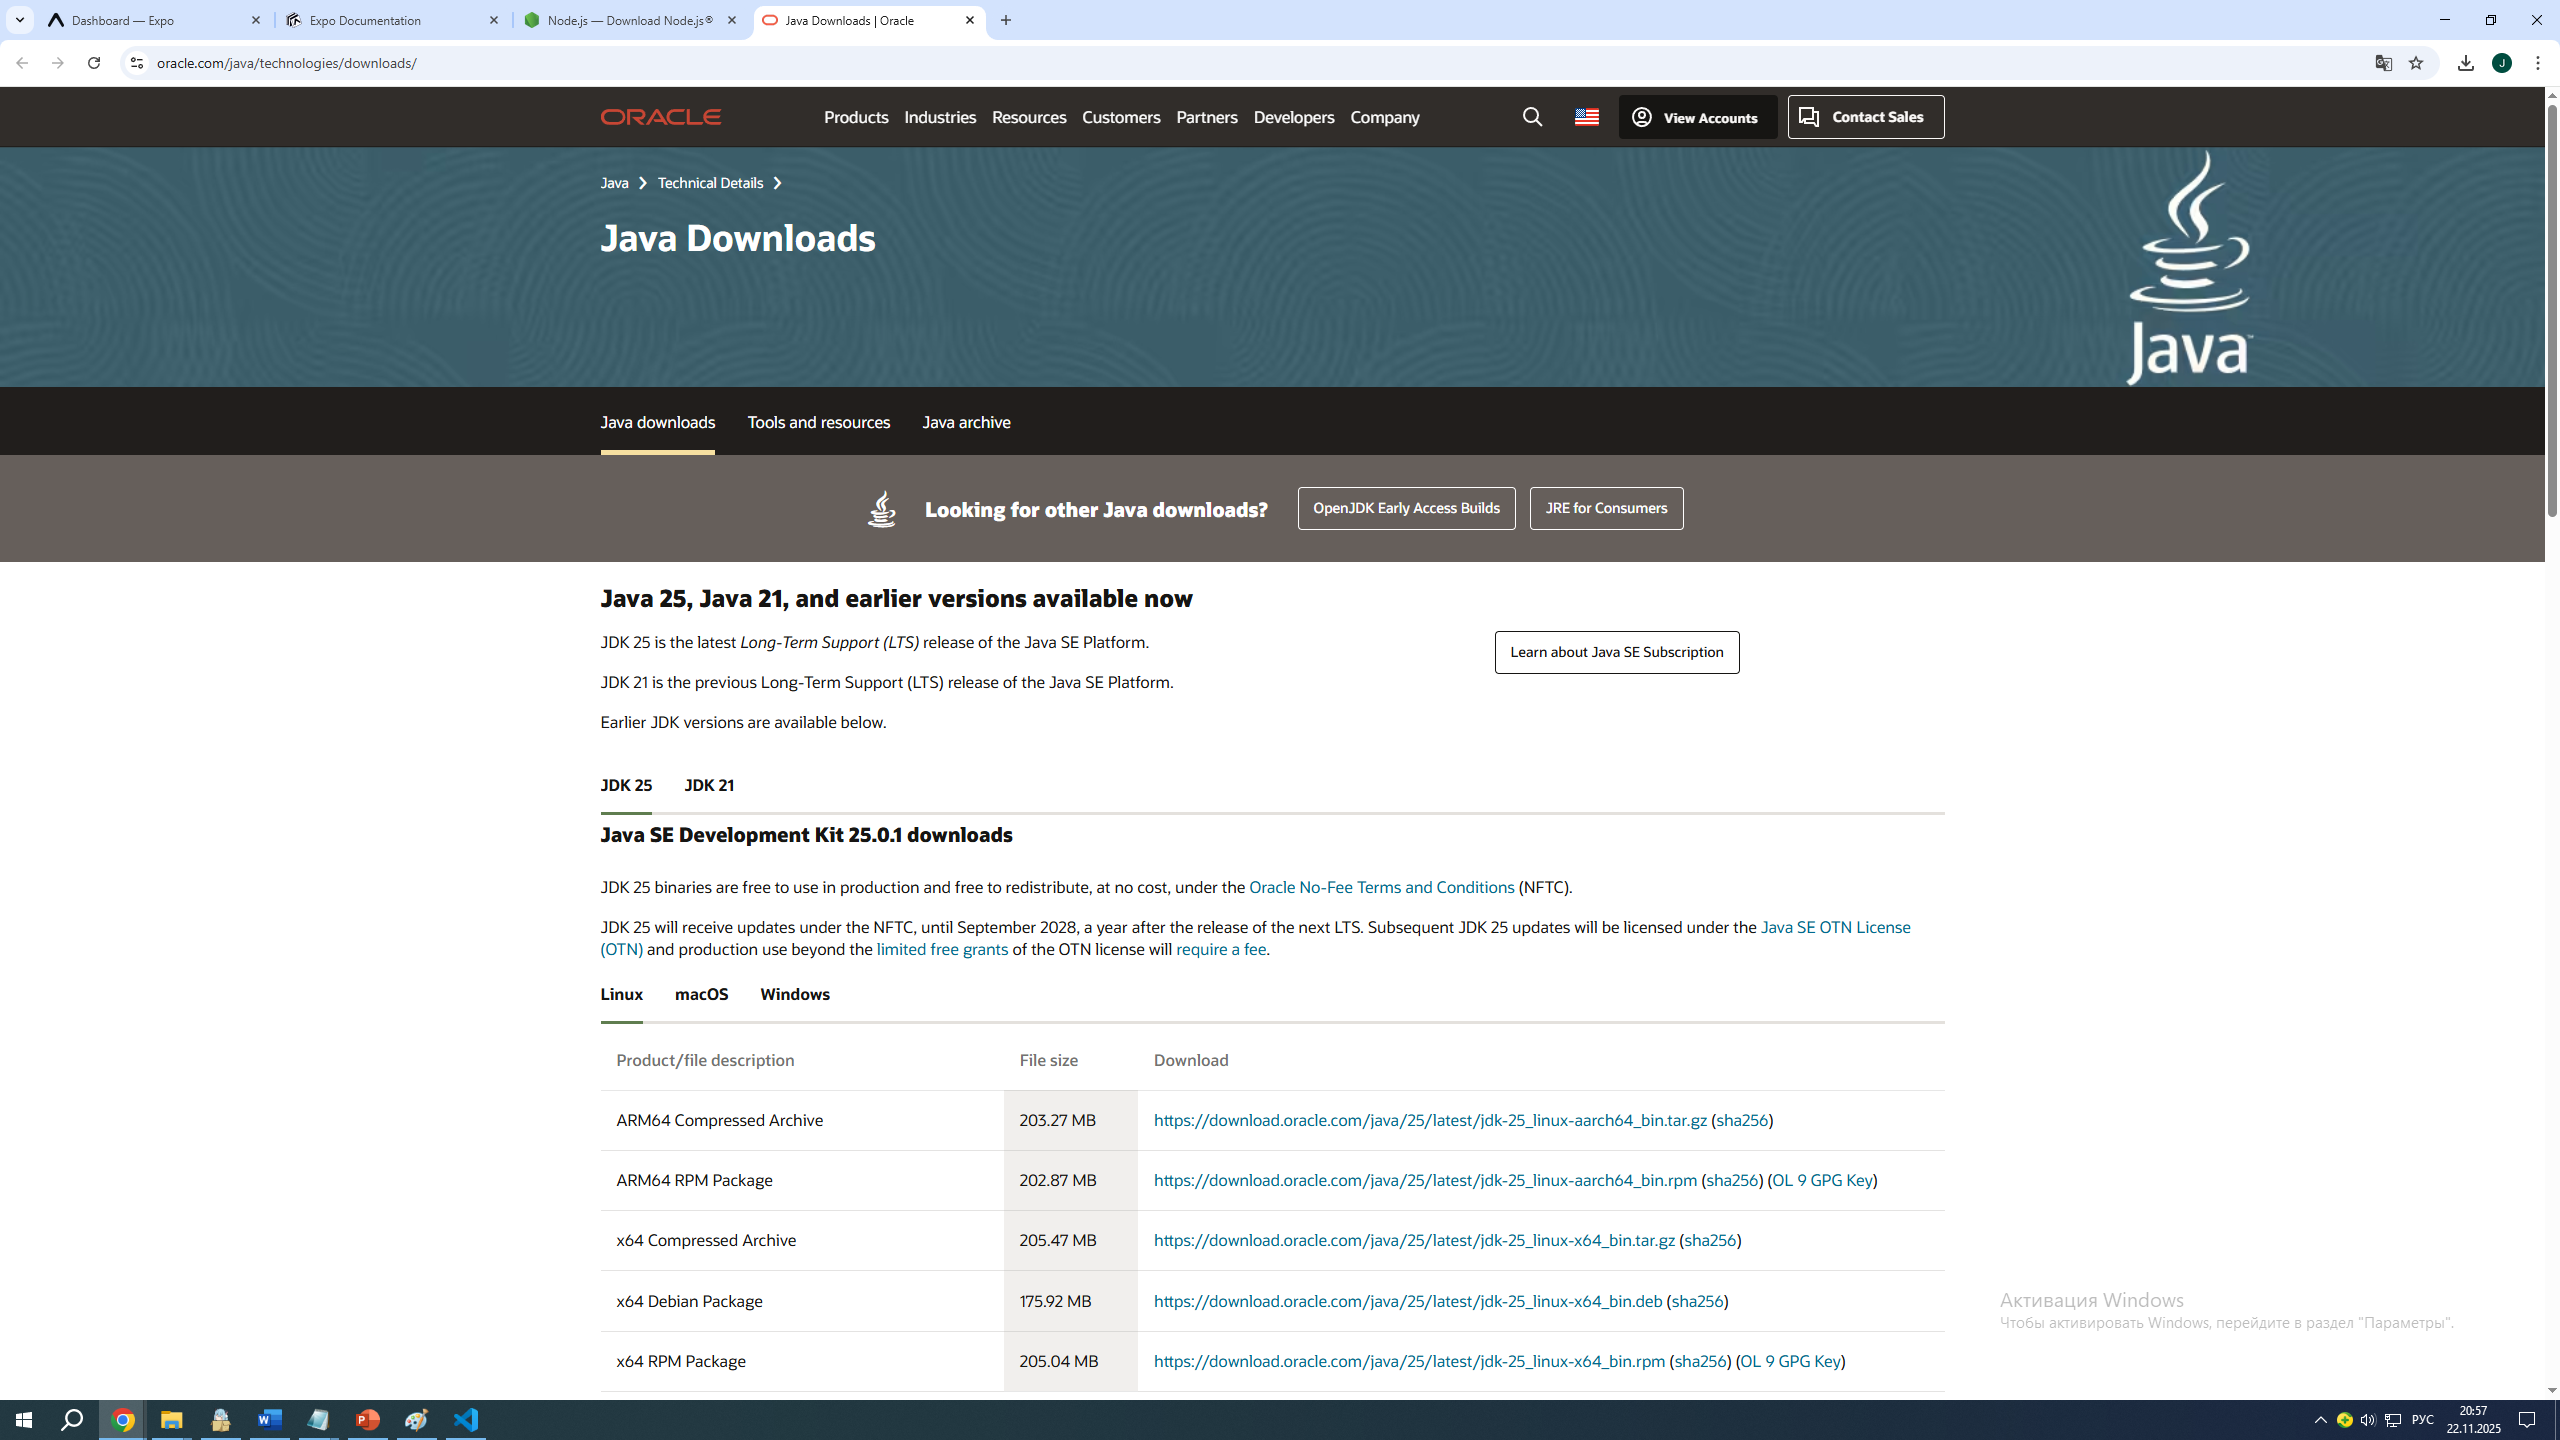 Dashboard — Expo
Expo Documentation
Node.js — Download Node.js®
Java Downloads | Oracle
oracle.com/java/technologies/downloads/
J
ORACLE
Products Industries Resources Customers Partners Developers Company
View Accounts
Contact Sales
Java Technical Details
Java Downloads
Java™
Java downloads Tools and resources Java archive
Looking for other Java downloads?
OpenJDK Early Access Builds
JRE for Consumers
Java 25, Java 21, and earlier versions available now
JDK 25 is the latest Long-Term Support (LTS) release of the Java SE Platform.
Learn about Java SE Subscription
JDK 21 is the previous Long-Term Support (LTS) release of the Java SE Platform.
Earlier JDK versions are available below.
JDK 25 JDK 21
Java SE Development Kit 25.0.1 downloads
JDK 25 binaries are free to use in production and free to redistribute, at no cost, under the Oracle No-Fee Terms and Conditions (NFTC).
JDK 25 will receive updates under the NFTC, until September 2028, a year after the release of the next LTS. Subsequent JDK 25 updates will be licensed under the Java SE OTN License
(OTN) and production use beyond the limited free grants of the OTN license will require a fee.
Linux macOS Windows
Product/file description File size Download
ARM64 Compressed Archive 203.27 MB https://download.oracle.com/java/25/latest/jdk-25_linux-aarch64_bin.tar.gz (sha256)
ARM64 RPM Package 202.87 MB https://download.oracle.com/java/25/latest/jdk-25_linux-aarch64_bin.rpm (sha256) (OL 9 GPG Key)
x64 Compressed Archive 205.47 MB https://download.oracle.com/java/25/latest/jdk-25_linux-x64_bin.tar.gz (sha256)
x64 Debian Package 175.92 MB https://download.oracle.com/java/25/latest/jdk-25_linux-x64_bin.deb (sha256)
x64 RPM Package 205.04 MB https://download.oracle.com/java/25/latest/jdk-25_linux-x64_bin.rpm (sha256) (OL 9 GPG Key)
Активация Windows
Чтобы активировать Windows, перейдите в раздел "Параметры".
РУС
20:57
22.11.2025